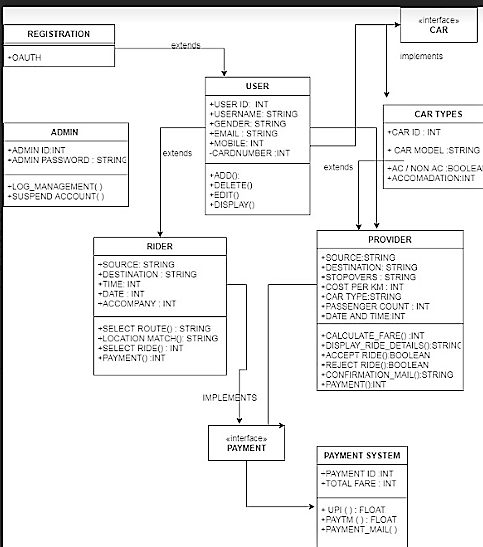 REGISTRATION
+OAUTH
extends
«interface»
CAR
implements
USER
+USER ID: INT
+USERNAME: STRING
+GENDER: STRING
+EMAIL : STRING
+MOBILE: INT
-CARDNUMBER :INT
+ADD():
+DELETE()
+EDIT()
+DISPLAY()
CAR TYPES
+CAR ID : INT
+ CAR MODEL :STRING
+AC / NON AC :BOOLEA
+ACCOMADATION:INT
ADMIN
+ADMIN ID:INT
+ADMIN PASSWORD : STRING
+LOG_MANAGEMENT( )
+SUSPEND ACCOUNT( )
extends
extends
RIDER
+SOURCE: STRING
+DESTINATION : STRING
+TIME: INT
+DATE : INT
+ACCOMPANY : INT
+SELECT ROUTE() : STRING
+LOCATION MATCH(): STRING
+SELECT RIDE() : INT
+PAYMENT() :INT
PROVIDER
+SOURCE:STRING
+DESTINATION: STRING
+STOPOVERS : STRING
+COST PER KM : INT
+CAR TYPE:STRING
+PASSENGER COUNT : INT
+DATE AND TIME:INT
+CALCULATE_FARE() :INT
+DISPLAY_RIDE_DETAILS():STRING
+ACCEPT RIDE():BOOLEAN
+REJECT RIDE():BOOLEAN
+CONFIRMATION_MAIL():STRING
+PAYMENT():INT
IMPLEMENTS
«interface»
PAYMENT
PAYMENT SYSTEM
+PAYMENT ID :INT
+TOTAL FARE : INT
+ UPI ( ) : FLOAT
+PAYTM ( ) : FLOAT
+PAYMENT_MAIL( )